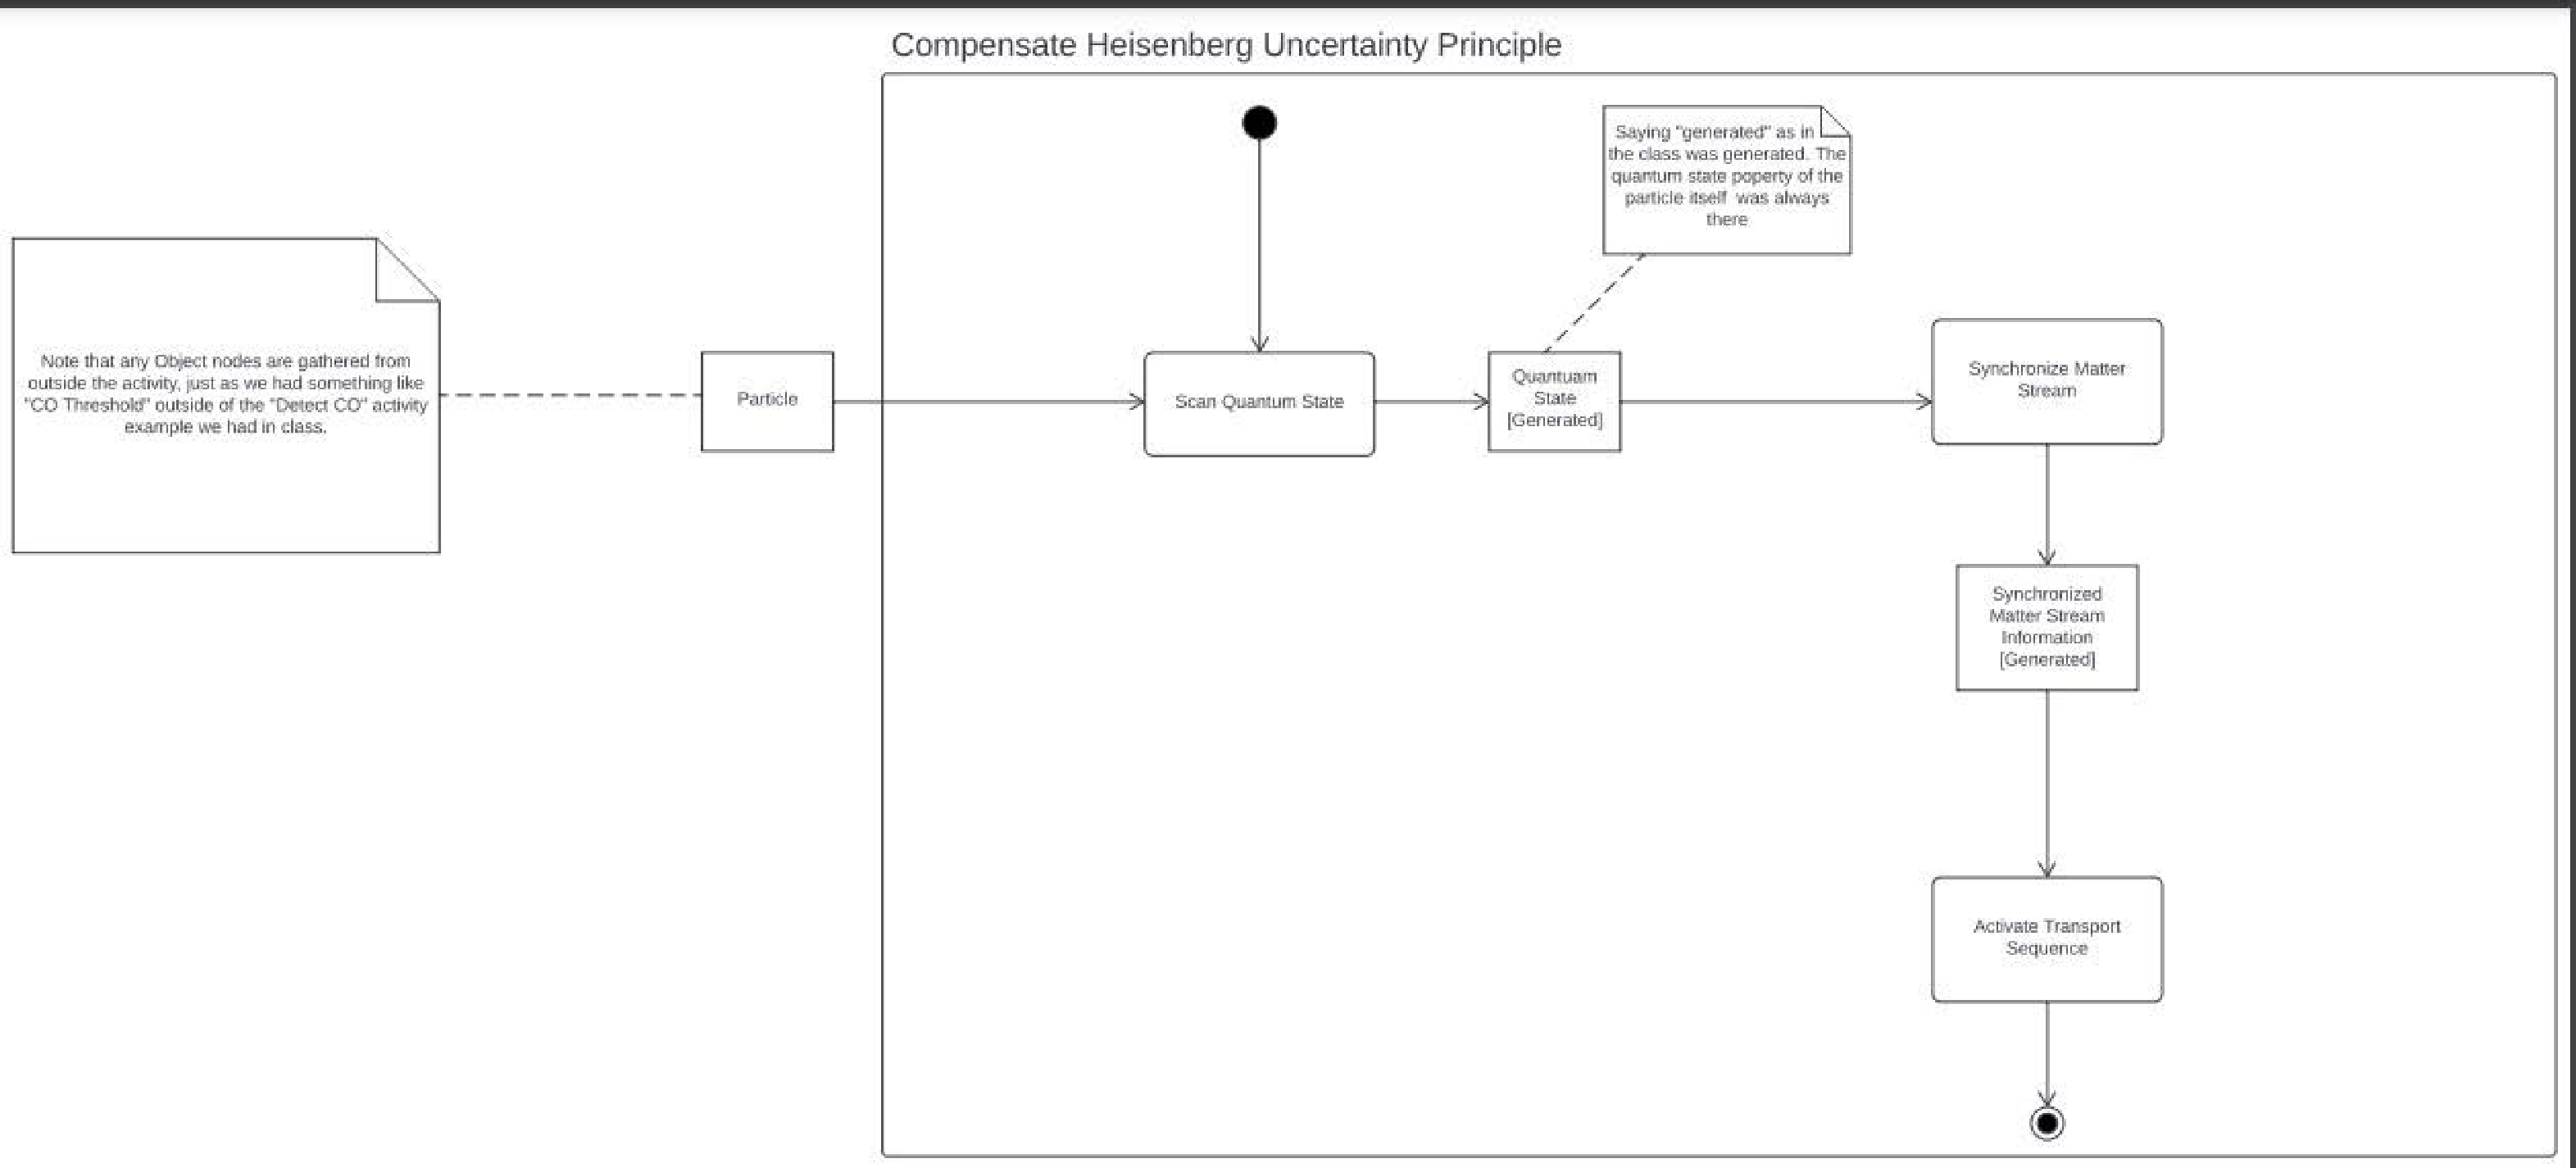 Compensate Heisenberg Uncertainty Principle
Saying "generated" as in
the class was generated. The
quantum state poperty of the
particle itself was always
there
Note that any Object nodes are gathered from
outside the activity, just as we had something like
"CO Threshold" outside of the "Detect CO" activity
example we had in class.
Particle
Scan Quantum State
Quantuam
State
[Generated]
Synchronize Matter
Stream
Synchronized
Matter Stream
Information
[Generated]
Activate Transport
Sequence